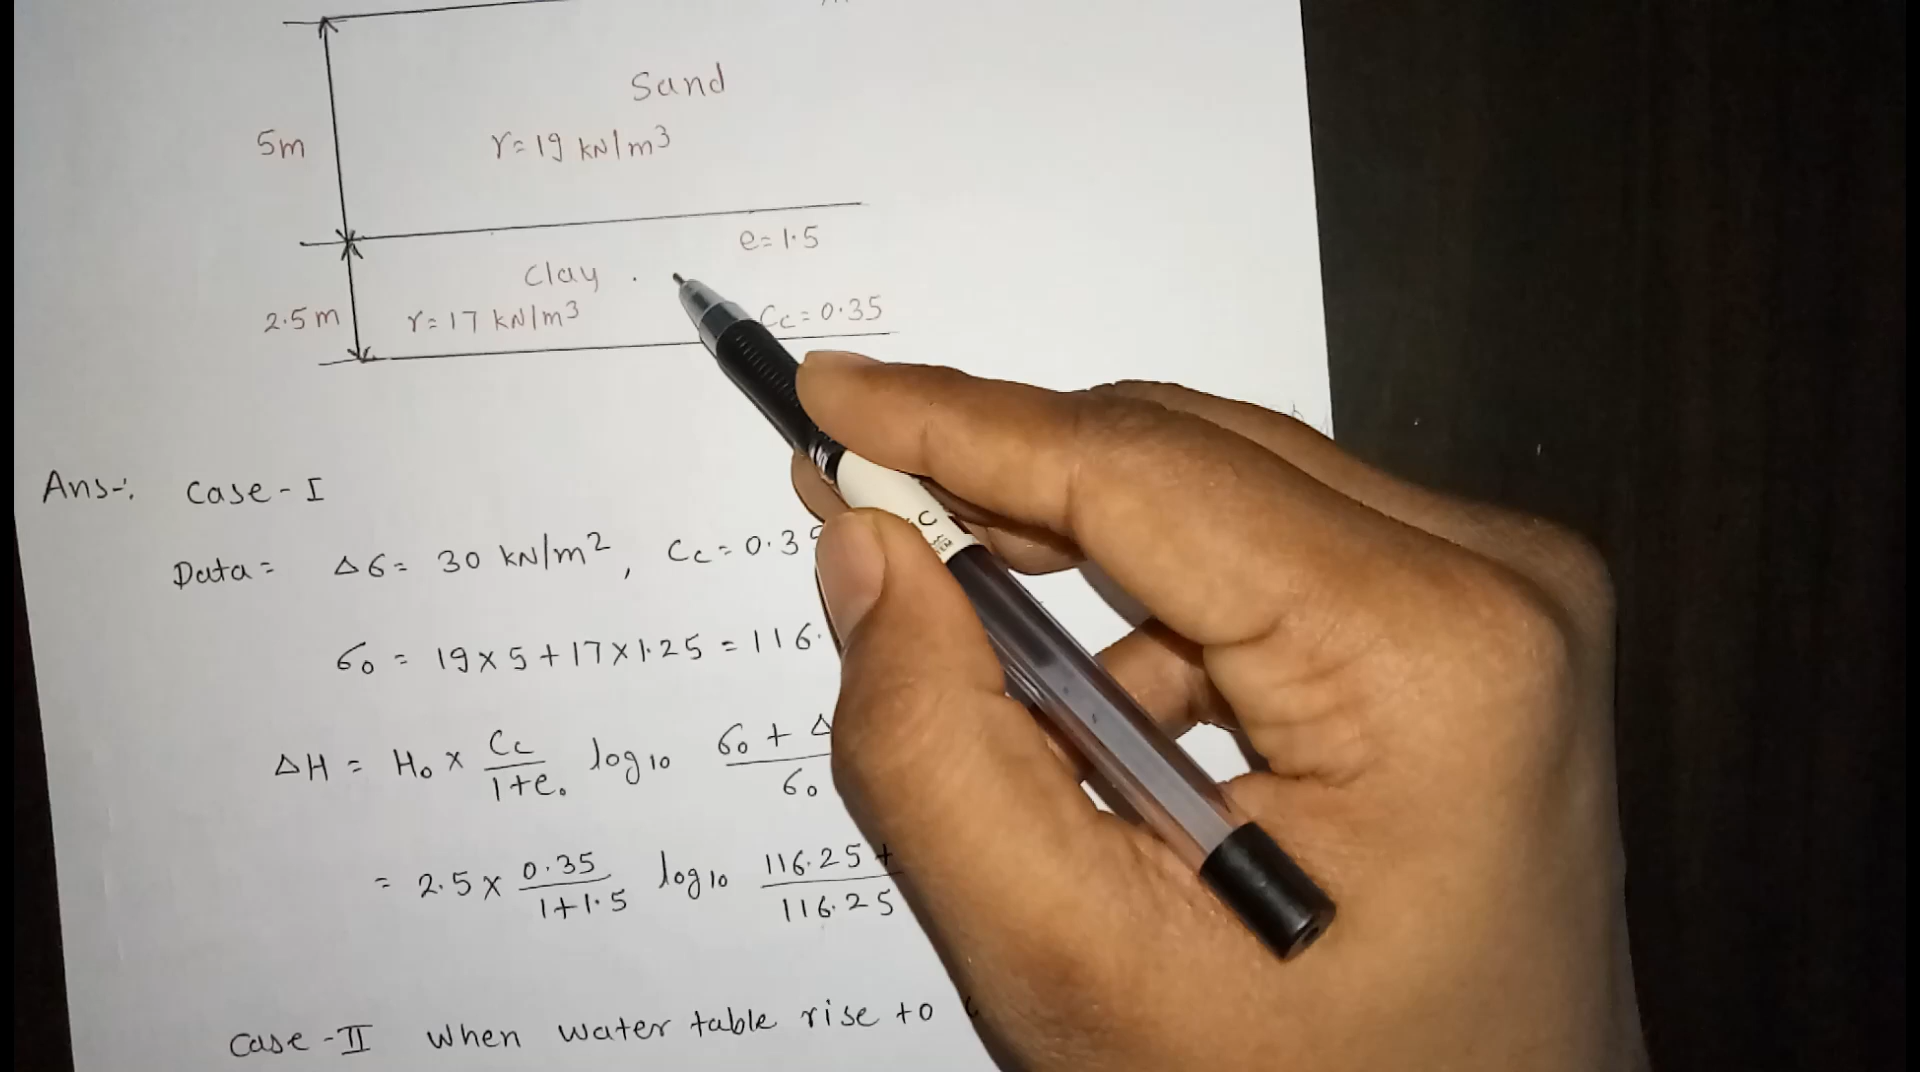 Sand
5m
γ= 19 kN/m³
e= 1.5
Clay
2.5m
γ= 17 kN/m³
Cc = 0.35
Ans-: Case - I
Data = Δσ = 30 kN/m², Cc = 0.35
σ₀ = 19 x 5 + 17 x 1.25 = 116.
ΔH = H₀ x Cc/1+e₀ log10 σ₀ + Δ/σ₀
= 2.5 x 0.35/1+1.5 log10 116.25 +/116.25
Case - II When water table rise to